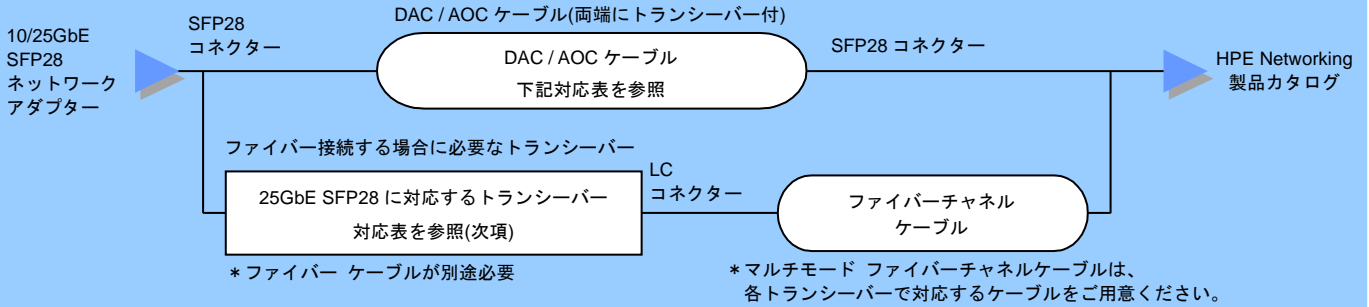 DAC / AOC ケーブル(両端にトランシーバー付)
10/25GbE
SFP28
ネットワーク
アダプター
SFP28
コネクター
DAC / AOC ケーブル
下記対応表を参照
SFP28 コネクター
HPE Networking
製品カタログ
ファイバー接続する場合に必要なトランシーバー
25GbE SFP28 に対応するトランシーバー
対応表を参照(次項)
LC
コネクター
ファイバーチャネル
ケーブル
*ファイバー ケーブルが別途必要
*マルチモード ファイバーチャネルケーブルは、
各トランシーバーで対応するケーブルをご用意ください。